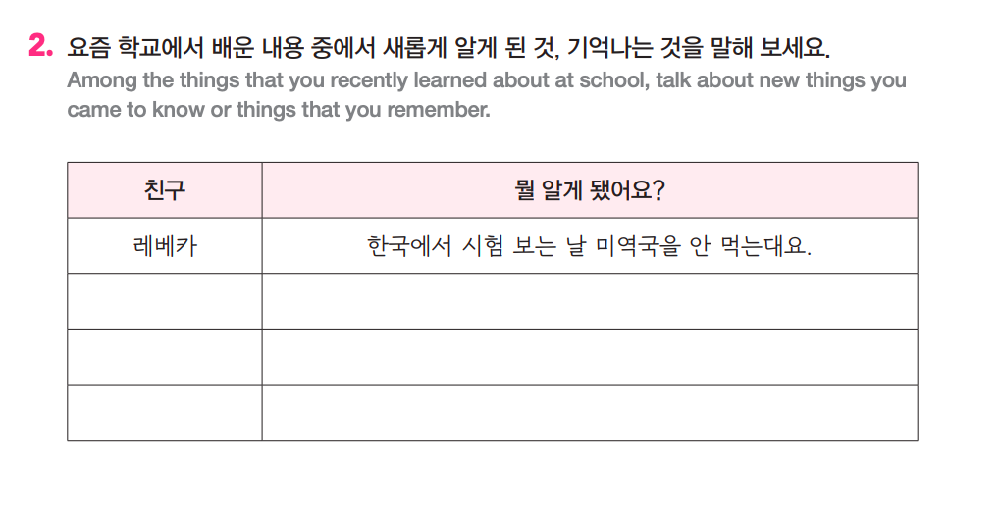 2. 요즘 학교에서 배운 내용 중에서 새롭게 알게 된 것, 기억나는 것을 말해 보세요.
Among the things that you recently learned about at school, talk about new things you
came to know or things that you remember.
친구 뭘 알게 됐어요?
레베카 한국에서 시험 보는 날 미역국을 안 먹는대요.